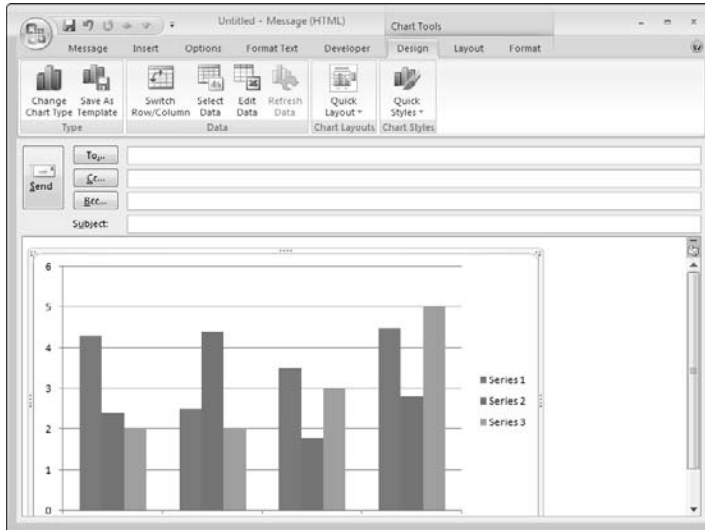 Untitled - Message (HTML)
Chart Tools
Message Insert Options Format Text Developer Design Layout Format
Change Chart Type
Save As Template
Switch Row/Column
Select Data
Edit Data
Refresh Data
Quick Layout
Quick Styles
Type Data Chart Layouts Chart Styles
Send
To...
Cc...
Bcc...
Subject:
6
5
4
3
2
1
0
Series 1
Series 2
Series 3